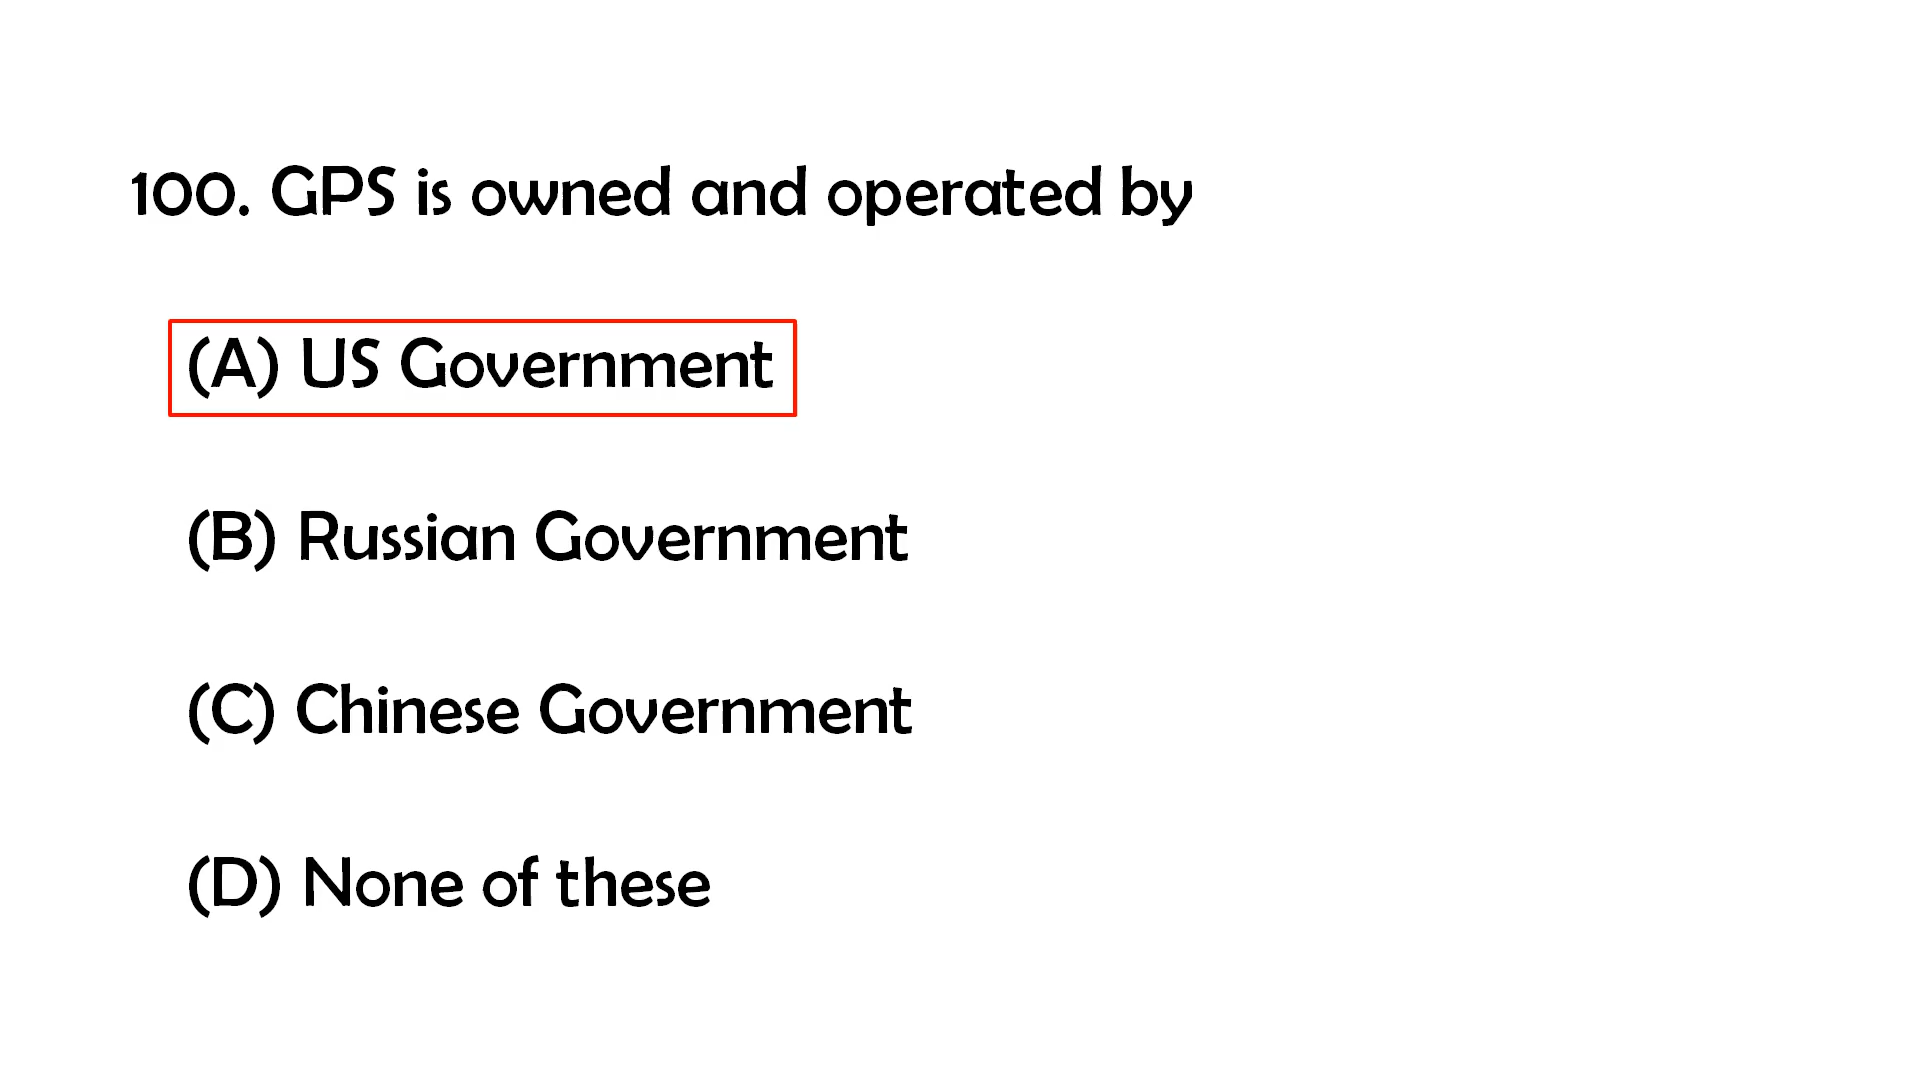 100. GPS is owned and operated by
(A) US Government
(B) Russian Government
(C) Chinese Government
(D) None of these